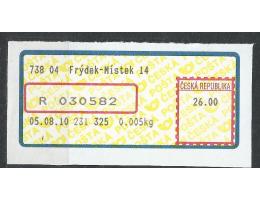 738 04 Frýdek-Místek 14
ČESKÁ REPUBLIKA
R 030582
26.00
05.08.10 231 325 0.005kg